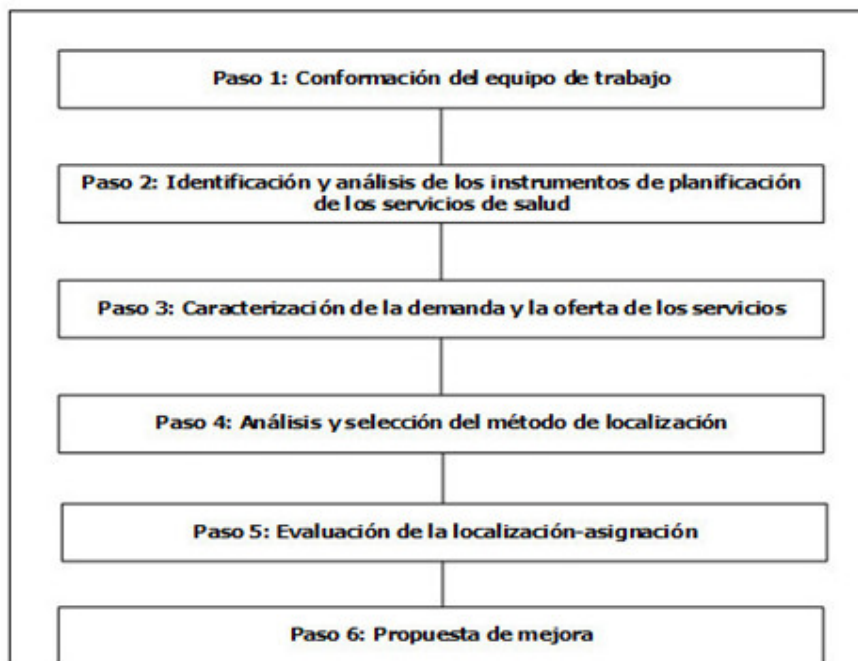 Paso 1: Conformación del equipo de trabajo
Paso 2: Identificación y análisis de los instrumentos de planificación
de los servicios de salud
Paso 3: Caracterización de la demanda y la oferta de los servicios
Paso 4: Análisis y selección del método de localización
Paso 5: Evaluación de la localización-asignación
Paso 6: Propuesta de mejora